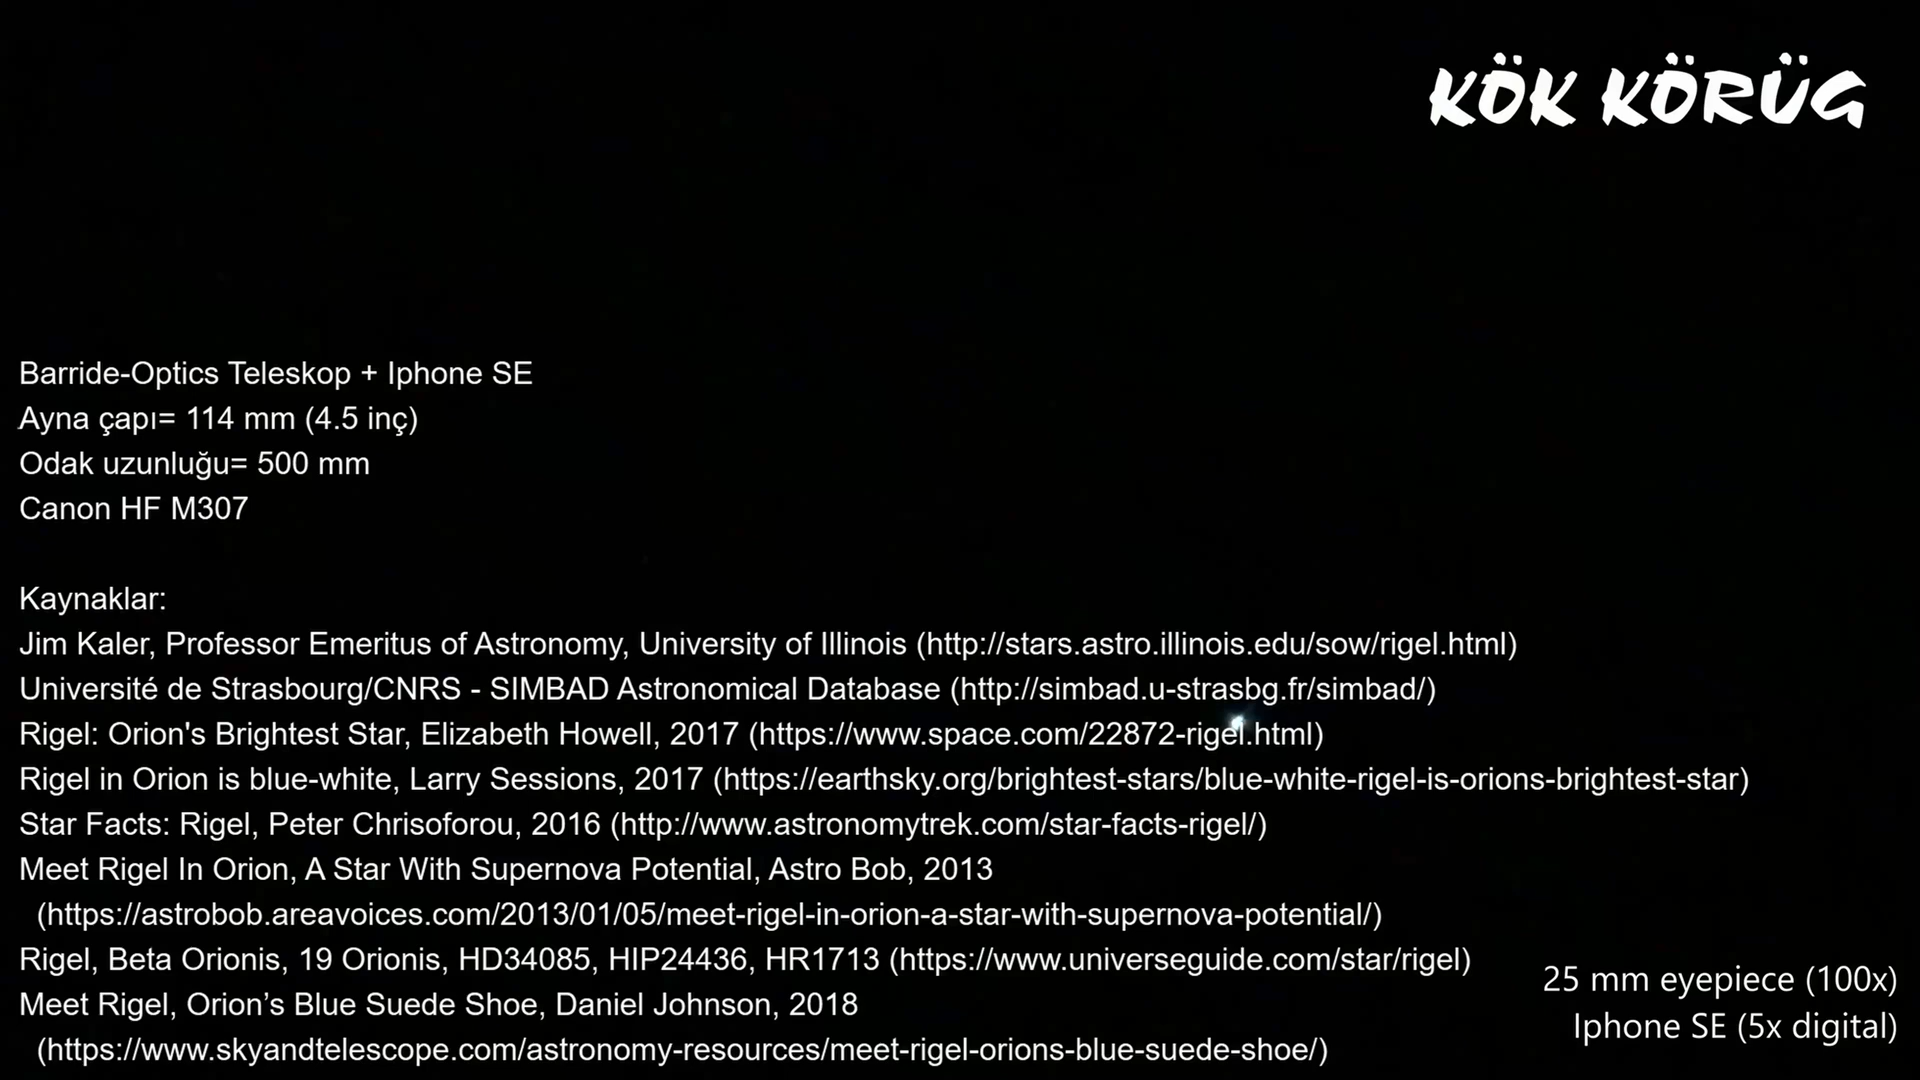 KÖK KÖRÜG
Barride-Optics Teleskop + Iphone SE
Ayna çapı= 114 mm (4.5 inç)
Odak uzunluğu= 500 mm
Canon HF M307
Kaynaklar:
Jim Kaler, Professor Emeritus of Astronomy, University of Illinois (http://stars.astro.illinois.edu/sow/rigel.html)
Université de Strasbourg/CNRS - SIMBAD Astronomical Database (http://simbad.u-strasbg.fr/simbad/)
Rigel: Orion's Brightest Star, Elizabeth Howell, 2017 (https://www.space.com/22872-rigel.html)
Rigel in Orion is blue-white, Larry Sessions, 2017 (https://earthsky.org/brightest-stars/blue-white-rigel-is-orions-brightest-star)
Star Facts: Rigel, Peter Chrisoforou, 2016 (http://www.astronomytrek.com/star-facts-rigel/)
Meet Rigel In Orion, A Star With Supernova Potential, Astro Bob, 2013
(https://astrobob.areavoices.com/2013/01/05/meet-rigel-in-orion-a-star-with-supernova-potential/)
Rigel, Beta Orionis, 19 Orionis, HD34085, HIP24436, HR1713 (https://www.universeguide.com/star/rigel)
Meet Rigel, Orion’s Blue Suede Shoe, Daniel Johnson, 2018
(https://www.skyandtelescope.com/astronomy-resources/meet-rigel-orions-blue-suede-shoe/)
25 mm eyepiece (100x)
Iphone SE (5x digital)